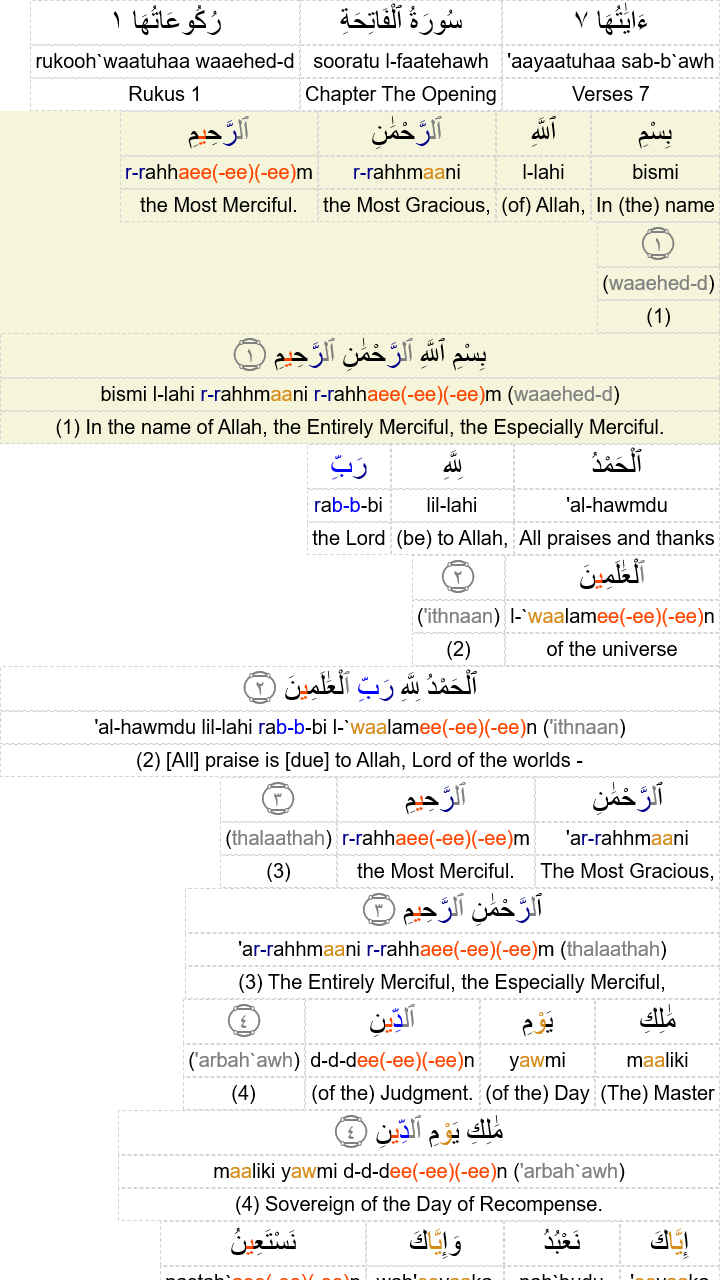 ءَايَٰتُهَا ٧ سُورَةُ ٱلْفَاتِحَةِ رُكُوعَاتُهَا ١
'aayaatuhaa sab-b`awh sooratu l-faatehawh rukooh`waatuhaa waaehed-d
Verses 7 Chapter The Opening Rukus 1
بِسْمِ ٱللَّهِ ٱلرَّحْمَٰنِ ٱلرَّحِيمِ
bismi l-lahi r-rahhmaani r-rahhaee(-ee)(-ee)m
In (the) name (of) Allah, the Most Gracious, the Most Merciful.
١
(waaehed-d)
(1)
بِسْمِ ٱللَّهِ ٱلرَّحْمَٰنِ ٱلرَّحِيمِ ١
bismi l-lahi r-rahhmaani r-rahhaee(-ee)(-ee)m (waaehed-d)
(1) In the name of Allah, the Entirely Merciful, the Especially Merciful.
ٱلْحَمْدُ لِلَّهِ رَبِّ
'al-hawmdu lil-lahi rab-b-bi
All praises and thanks (be) to Allah, the Lord
ٱلْعَٰلَمِينَ ٢
l-`waalamee(-ee)(-ee)n ('ithnaan)
of the universe (2)
ٱلْحَمْدُ لِلَّهِ رَبِّ ٱلْعَٰلَمِينَ ٢
'al-hawmdu lil-lahi rab-b-bi l-`waalamee(-ee)(-ee)n ('ithnaan)
(2) [All] praise is [due] to Allah, Lord of the worlds -
ٱلرَّحْمَٰنِ ٱلرَّحِيمِ ٣
'ar-rahhmaani r-rahhaee(-ee)(-ee)m (thalaathah)
The Most Gracious, the Most Merciful. (3)
ٱلرَّحْمَٰنِ ٱلرَّحِيمِ ٣
'ar-rahhmaani r-rahhaee(-ee)(-ee)m (thalaathah)
(3) The Entirely Merciful, the Especially Merciful,
مَٰلِكِ يَوْمِ ٱلدِّينِ ٤
maaliki yawmi d-d-dee(-ee)(-ee)n ('arbah`awh)
(The) Master (of the) Day (of the) Judgment. (4)
مَٰلِكِ يَوْمِ ٱلدِّينِ ٤
maaliki yawmi d-d-dee(-ee)(-ee)n ('arbah`awh)
(4) Sovereign of the Day of Recompense.
إِيَّاكَ نَعْبُدُ وَإِيَّاكَ نَسْتَعِينُ